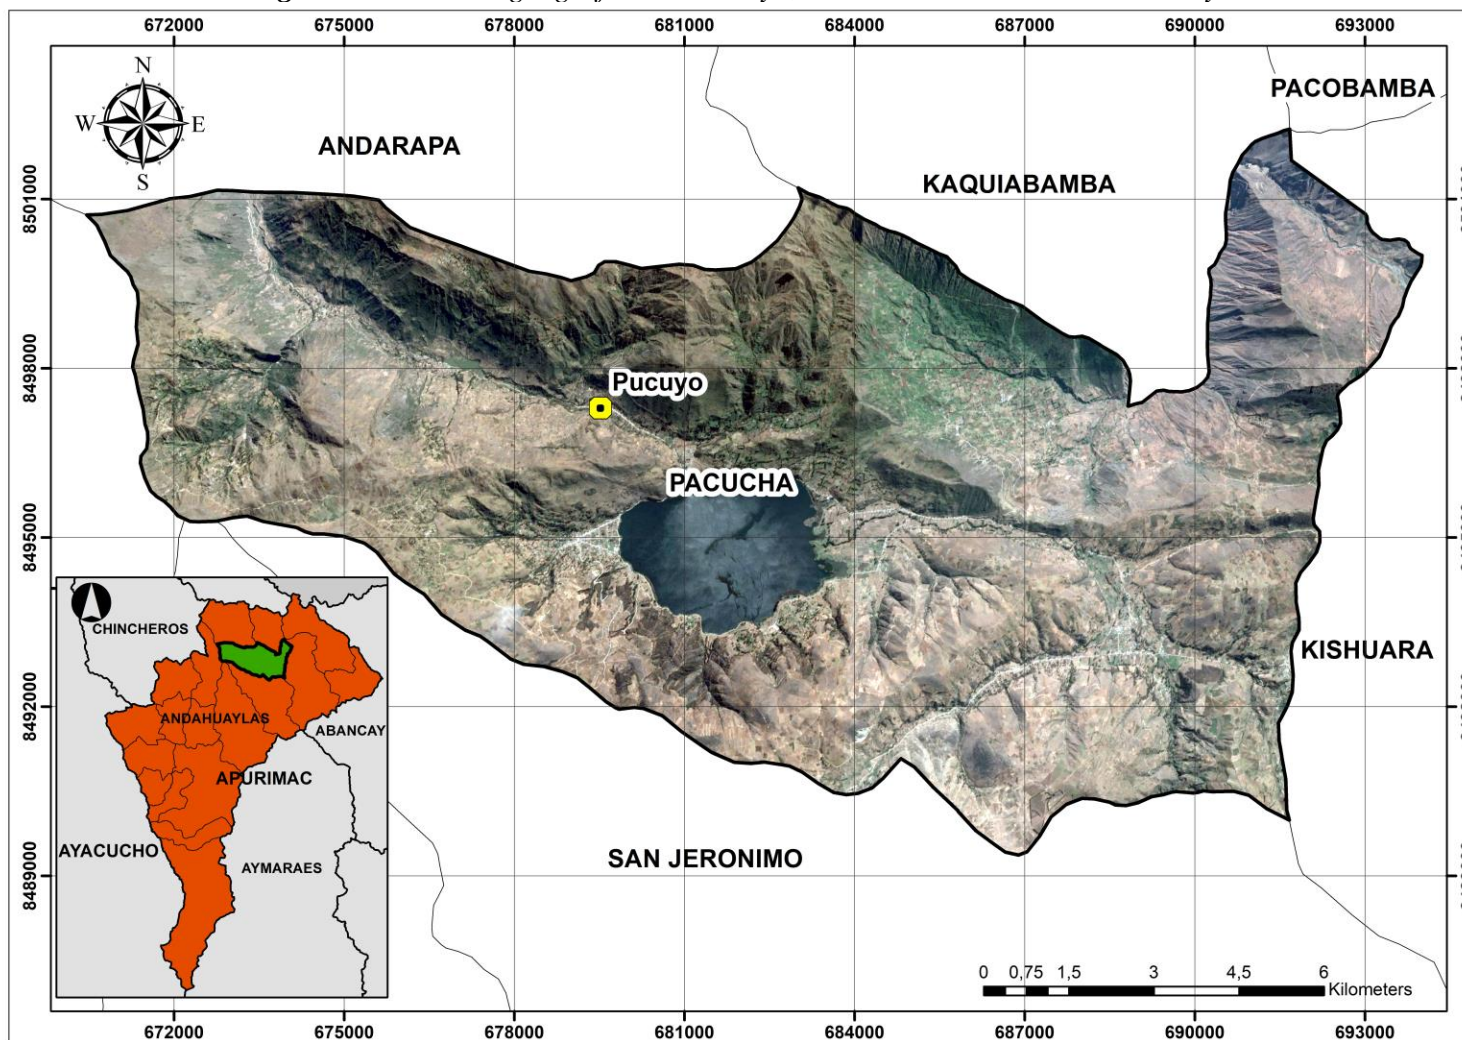 672000 675000 678000 681000 684000 687000 690000 693000
PACOBAMBA
N
W E
S
ANDARAPA
KAQUIABAMBA
8501000
8498000
Pucuyo
PACUCHA
8495000
CHINCHEROS
KISHUARA
8492000
ANDAHUAYLAS
ABANCAY
APURIMAC
AYACUCHO
AYMARAES
SAN JERONIMO
8489000
0 0,75 1,5 3 4,5 6
Kilometers
672000 675000 678000 681000 684000 687000 690000 693000